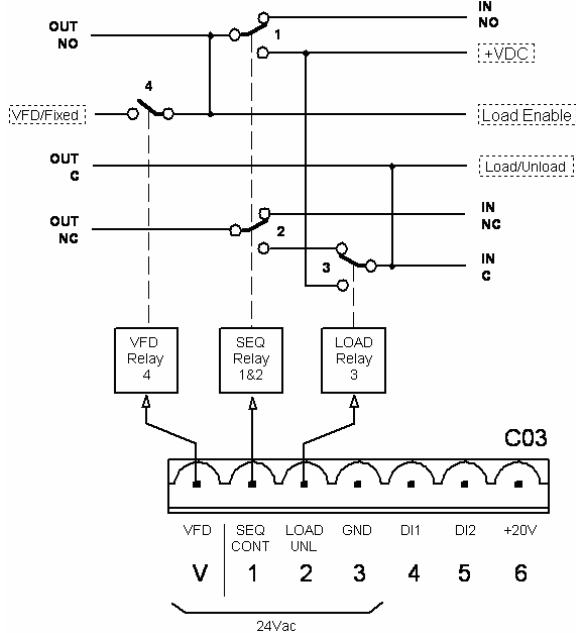 IN
NO
OUT
NO
1
+VDC
4
VFD/Fixed
Load Enable
OUT
C
Load/Unload
OUT
NC
2
IN
NC
3
IN
C
VFD
Relay
4
SEQ
Relay
1&2
LOAD
Relay
3
C03
VFD
SEQ
CONT
LOAD
UNL
GND
DI1
DI2
+20V
V
1
2
3
4
5
6
24Vac